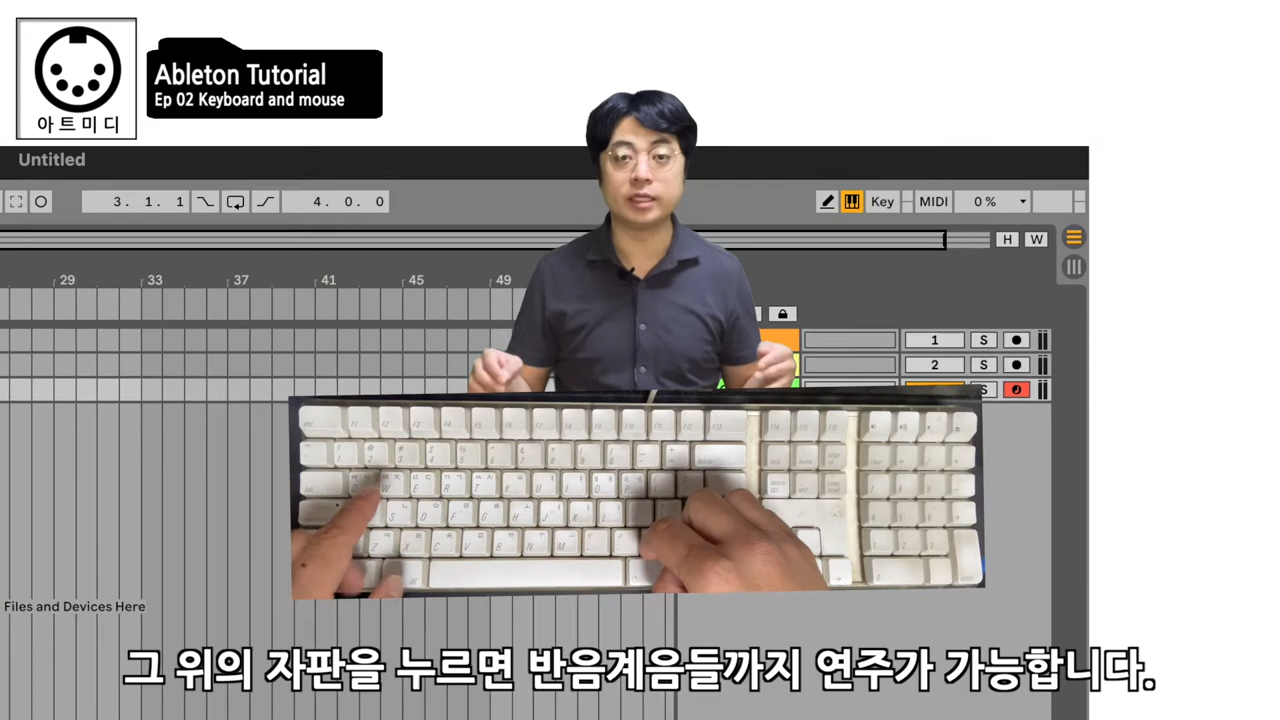 아트미디
Ableton Tutorial
Ep 02 Keyboard and mouse
Untitled
3. 1. 1
4. 0. 0
Key
MIDI
0 %
H
W
29
33
37
41
45
49
1
S
2
S
S
F1
F2
W E R T Y U I O P
S D F G H J K L
Z X C V B N M
Files and Devices Here
그 위의 자판을 누르면 반음계음들까지 연주가 가능합니다.